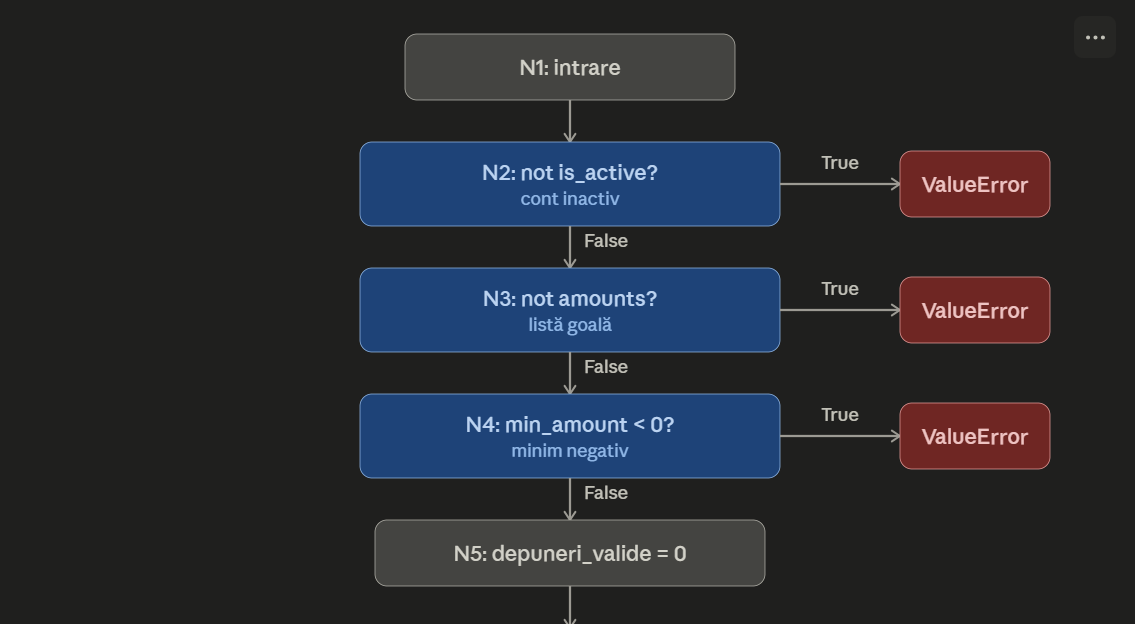 N1: intrare
N2: not is_active?
cont inactiv
True
ValueError
False
N3: not amounts?
listă goală
True
ValueError
False
N4: min_amount < 0?
minim negativ
True
ValueError
False
N5: depuneri_valide = 0